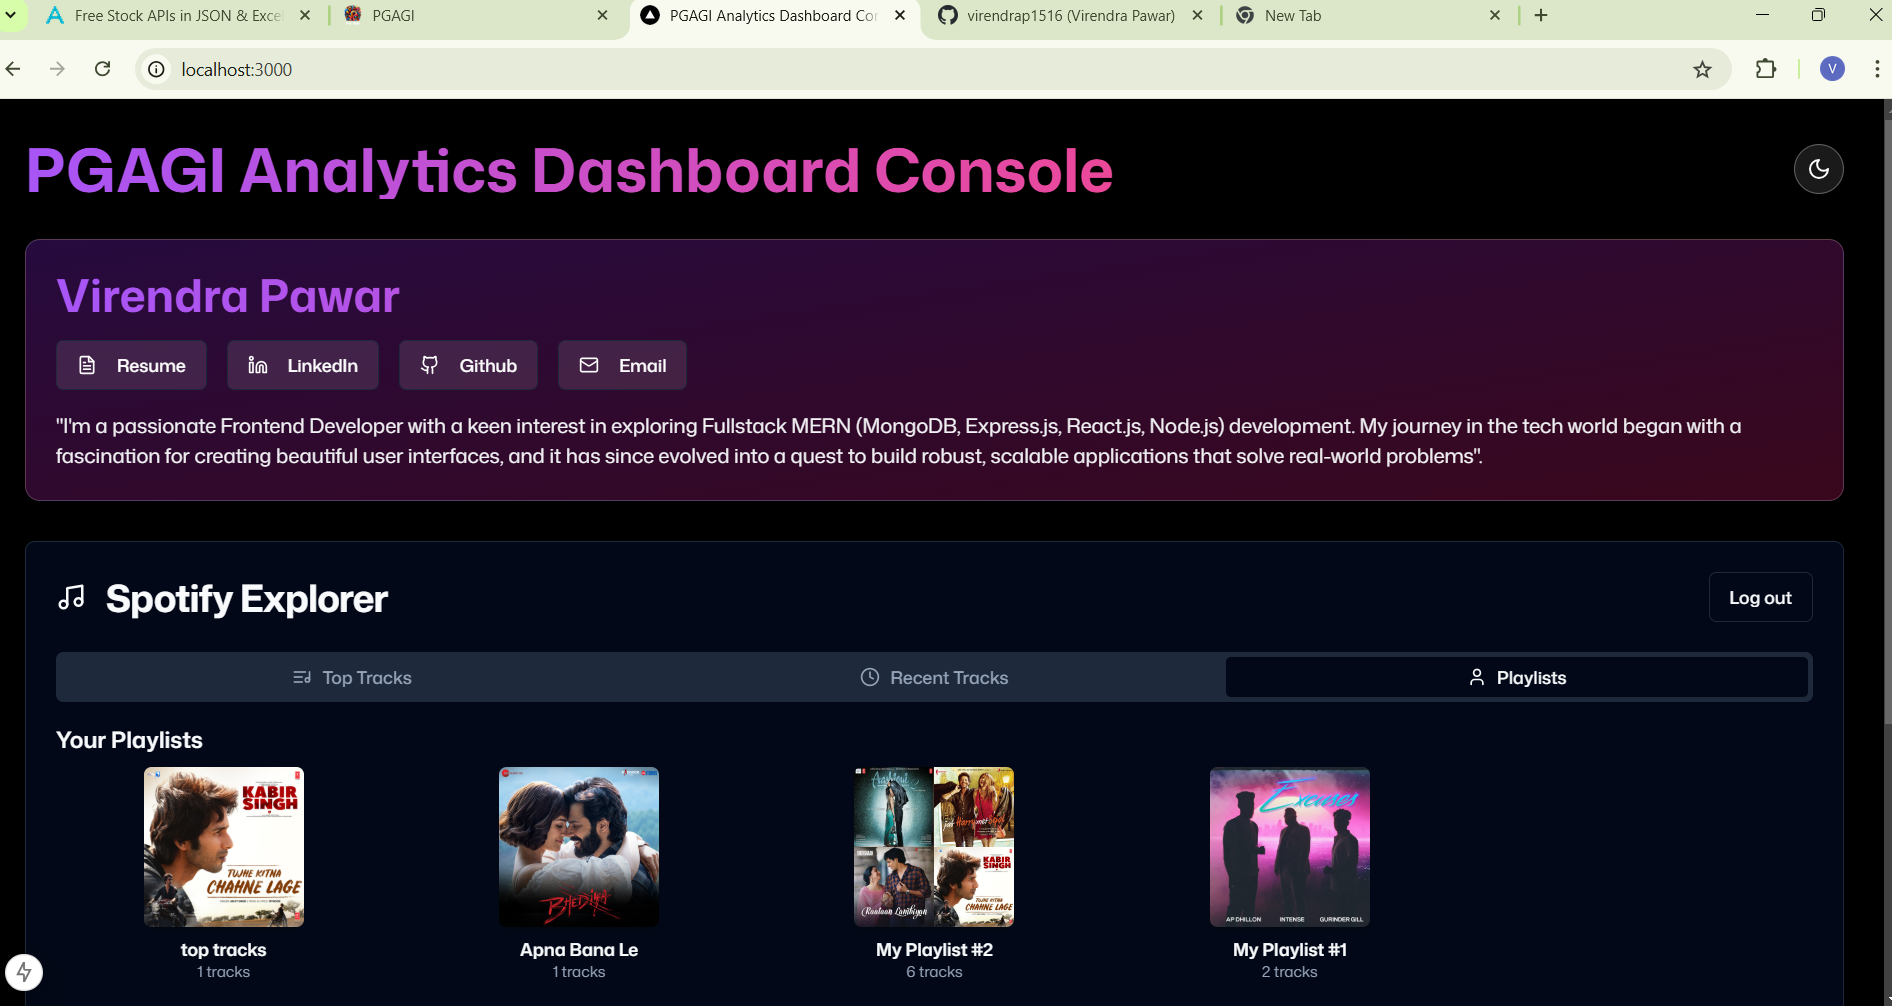 Free Stock APIs in JSON & Exce
PGAGI
PGAGI Analytics Dashboard Co
virendrap1516 (Virendra Pawar)
New Tab
localhost:3000
V
PGAGI Analytics Dashboard Console
Virendra Pawar
Resume
LinkedIn
Github
Email
"I'm a passionate Frontend Developer with a keen interest in exploring Fullstack MERN (MongoDB, Express.js, React.js, Node.js) development. My journey in the tech world began with a
fascination for creating beautiful user interfaces, and it has since evolved into a quest to build robust, scalable applications that solve real-world problems".
Spotify Explorer
Log out
Top Tracks
Recent Tracks
Playlists
Your Playlists
KABIR
SINGH
TUJHE KITNA
CHAHNE LAGE
BHEDIYA
Aashiqui
KABIR
SINGH
Raataan Lambiyan
TUJHE KITNA
CHAHNE LAGE
Excuses
AP DHILLON
INTENSE
GURINDER GILL
top tracks
1 tracks
Apna Bana Le
1 tracks
My Playlist #2
6 tracks
My Playlist #1
2 tracks